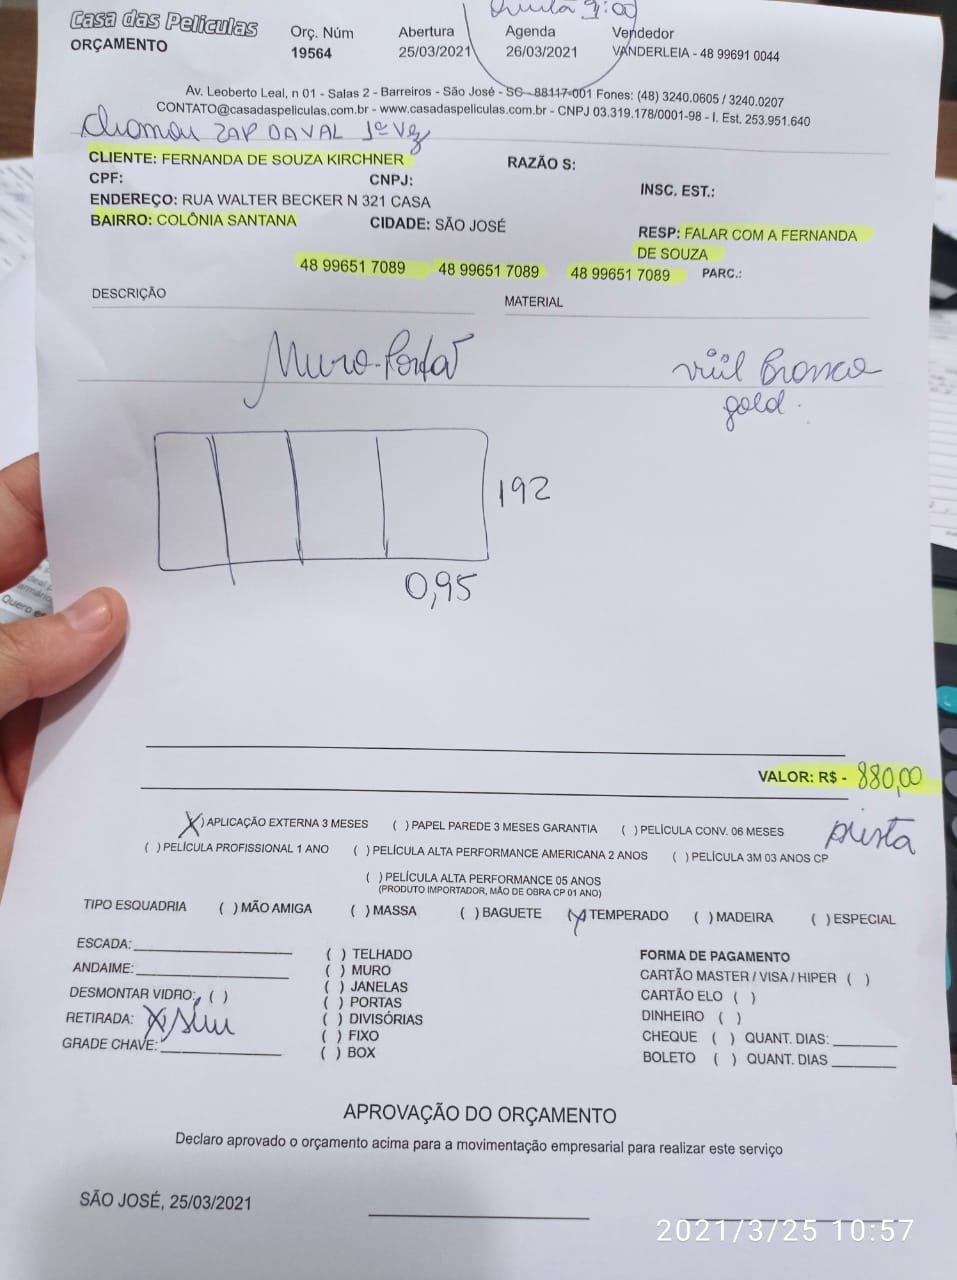 Quinta 9:00
Casa das Películas
ORÇAMENTO
Orç. Núm
19564
Abertura
25/03/2021
Agenda
26/03/2021
Vendedor
VANDERLEIA - 48 99691 0044
Av. Leoberto Leal, n 01 - Salas 2 - Barreiros - São José - SC - 88117-001 Fones: (48) 3240.0605 / 3240.0207
CONTATO@casadaspeliculas.com.br - www.casadaspeliculas.com.br - CNPJ 03.319.178/0001-98 - I. Est. 253.951.640
chamou ZAP DAVAL 1ª Vez
CLIENTE: FERNANDA DE SOUZA KIRCHNER
RAZÃO S:
CPF:
CNPJ:
INSC. EST.:
ENDEREÇO: RUA WALTER BECKER N 321 CASA
BAIRRO: COLÔNIA SANTANA
CIDADE: SÃO JOSÉ
RESP: FALAR COM A FERNANDA
DE SOUZA
48 99651 7089 48 99651 7089 48 99651 7089 PARC.:
DESCRIÇÃO
MATERIAL
Muro-Portão
gold.
192
0,95
VALOR: R$ - 880,00
(X) APLICAÇÃO EXTERNA 3 MESES ( ) PAPEL PAREDE 3 MESES GARANTIA ( ) PELÍCULA CONV. 06 MESES
( ) PELÍCULA PROFISSIONAL 1 ANO ( ) PELÍCULA ALTA PERFORMANCE AMERICANA 2 ANOS ( ) PELÍCULA 3M 03 ANOS CP
( ) PELÍCULA ALTA PERFORMANCE 05 ANOS
(PRODUTO IMPORTADOR, MÃO DE OBRA CP 01 ANO)
TIPO ESQUADRIA ( ) MÃO AMIGA ( ) MASSA ( ) BAGUETE (X) TEMPERADO ( ) MADEIRA ( ) ESPECIAL
ESCADA:
ANDAIME:
DESMONTAR VIDRO: ( )
RETIRADA: (X) sim
GRADE CHAVE:
( ) TELHADO
( ) MURO
( ) JANELAS
( ) PORTAS
( ) DIVISÓRIAS
( ) FIXO
( ) BOX
FORMA DE PAGAMENTO
CARTÃO MASTER / VISA / HIPER ( )
CARTÃO ELO ( )
DINHEIRO ( )
CHEQUE ( ) QUANT. DIAS:
BOLETO ( ) QUANT. DIAS
APROVAÇÃO DO ORÇAMENTO
Declaro aprovado o orçamento acima para a movimentação empresarial para realizar este serviço
SÃO JOSÉ, 25/03/2021
2021/3/25 10:57